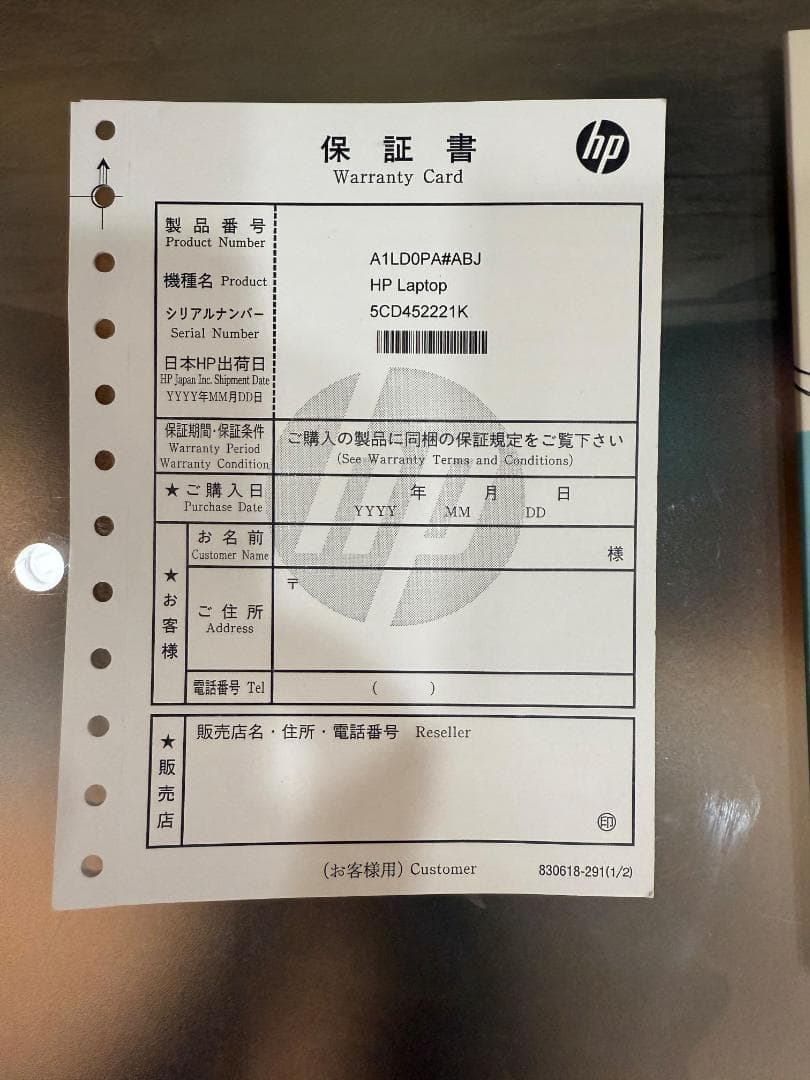 保証書
hp
Warranty Card
製品番号
Product Number
A1LD0PA#ABJ
機種名 Product
HP Laptop
シリアルナンバー
Serial Number
5CD452221K
日本HP出荷日
HP Japan Inc. Shipment Date
YYYY年MM月DD日
保証期間・保証条件
Warranty Period
Warranty Condition
ご購入の製品に同梱の保証規定をご覧下さい
(See Warranty Terms and Conditions)
★ご購入日
Purchase Date
年 月 日
YYYY MM DD
★お客様
お名前
Customer Name
様
ご住所
Address
〒
電話番号 Tel
( )
★販売店
販売店名・住所・電話番号 Reseller
印
(お客様用) Customer
830618-291(1/2)
hp